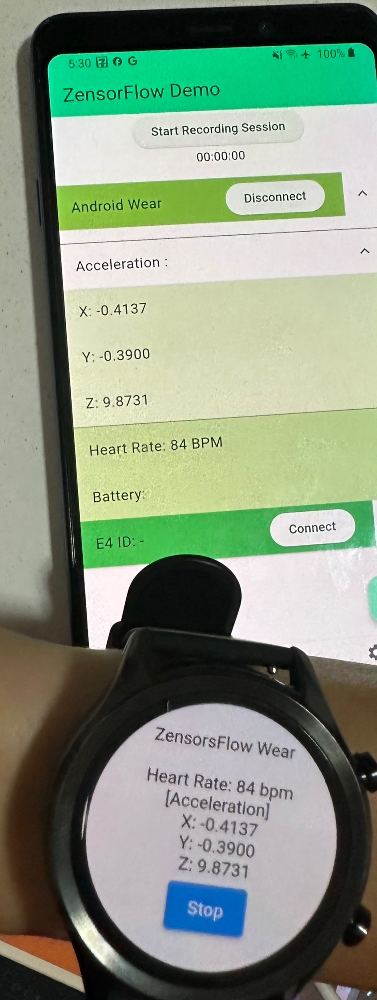 5:30 G 100%
ZensorFlow Demo
Start Recording Session
00:00:00
Android Wear
Disconnect
Acceleration :
X: -0.4137
Y: -0.3900
Z: 9.8731
Heart Rate: 84 BPM
Battery:
E4 ID: -
Connect
ZensorsFlow Wear
Heart Rate: 84 bpm
[Acceleration]
X: -0.4137
Y: -0.3900
Z: 9.8731
Stop